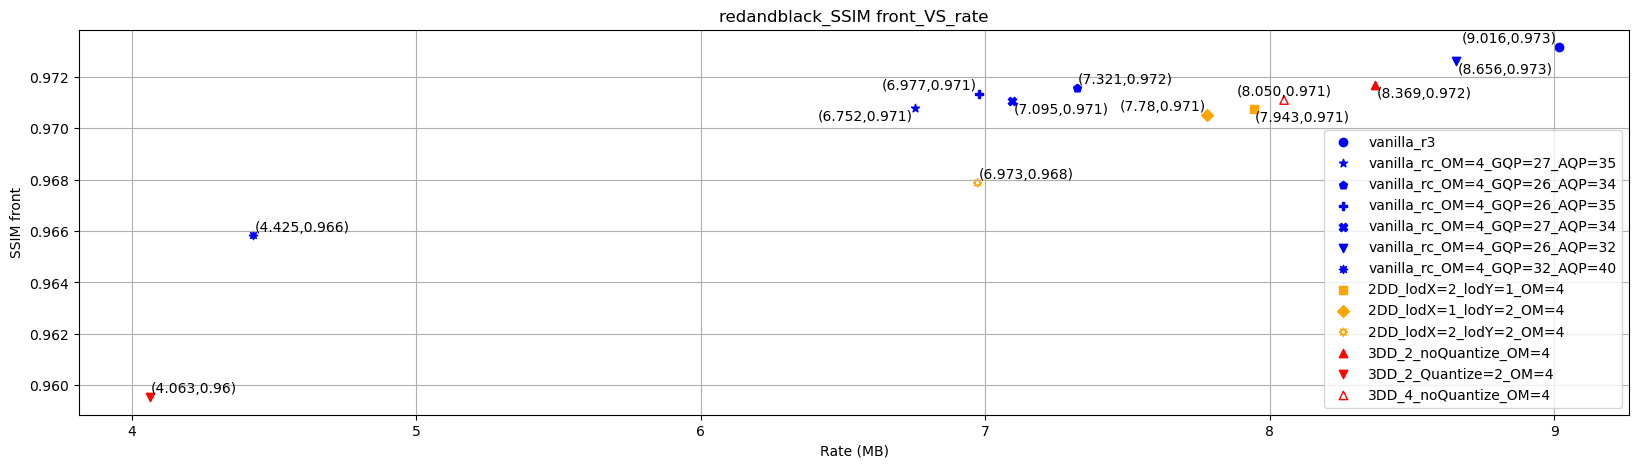 redandblack_SSIM front_VS_rate
SSIM front
0.972
0.970
0.968
0.966
0.964
0.962
0.960
(9.016,0.973)
(8.656,0.973)
(6.977,0.971)
(7.321,0.972)
(8.050,0.971)
(8.369,0.972)
(6.752,0.971)
(7.095,0.971)
(7.78,0.971)
(7.943,0.971)
(6.973,0.968)
(4.425,0.966)
(4.063,0.96)
vanilla_r3
vanilla_rc_OM=4_GQP=27_AQP=35
vanilla_rc_OM=4_GQP=26_AQP=34
vanilla_rc_OM=4_GQP=26_AQP=35
vanilla_rc_OM=4_GQP=27_AQP=34
vanilla_rc_OM=4_GQP=26_AQP=32
vanilla_rc_OM=4_GQP=32_AQP=40
2DD_lodX=2_lodY=1_OM=4
2DD_lodX=1_lodY=2_OM=4
2DD_lodX=2_lodY=2_OM=4
3DD_2_noQuantize_OM=4
3DD_2_Quantize=2_OM=4
3DD_4_noQuantize_OM=4
4 5 6 7 8 9
Rate (MB)